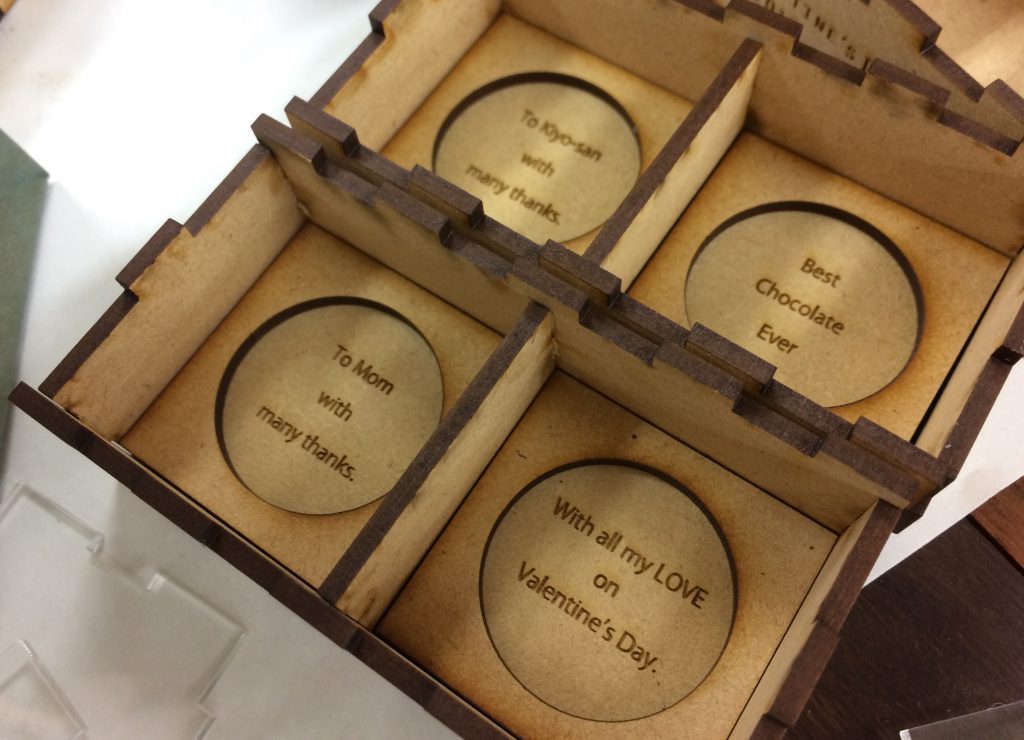 To Kiyo-san
with
many thanks.
Best
Chocolate
Ever
To Mom
with
many thanks.
With all my LOVE
on
Valentine's Day.